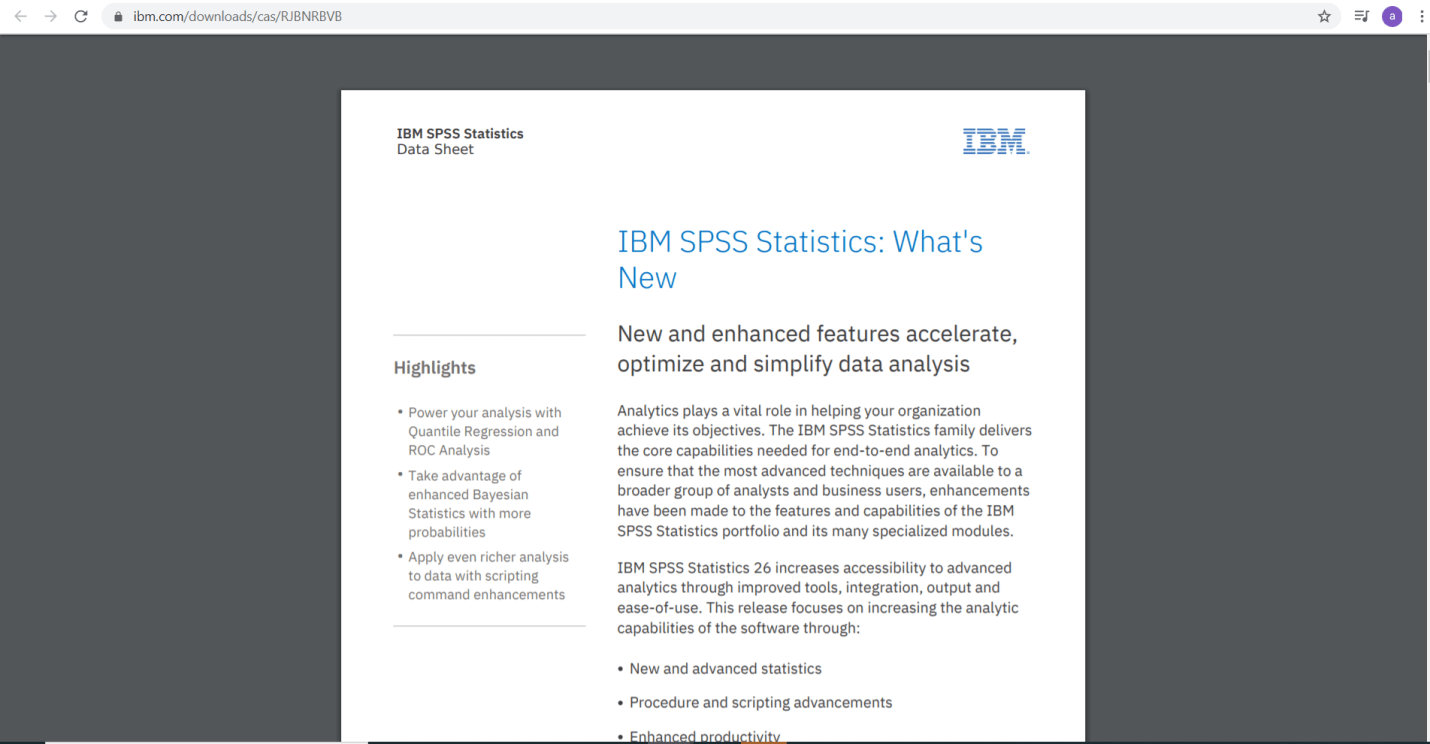 ibm.com/downloads/cas/RJBNRBVB
a
IBM SPSS Statistics
Data Sheet
IBM
IBM SPSS Statistics: What's
New
New and enhanced features accelerate,
optimize and simplify data analysis
Analytics plays a vital role in helping your organization
achieve its objectives. The IBM SPSS Statistics family delivers
the core capabilities needed for end-to-end analytics. To
ensure that the most advanced techniques are available to a
broader group of analysts and business users, enhancements
have been made to the features and capabilities of the IBM
SPSS Statistics portfolio and its many specialized modules.
IBM SPSS Statistics 26 increases accessibility to advanced
analytics through improved tools, integration, output and
ease-of-use. This release focuses on increasing the analytic
capabilities of the software through:
• New and advanced statistics
• Procedure and scripting advancements
• Enhanced productivity
Highlights
• Power your analysis with
Quantile Regression and
ROC Analysis
• Take advantage of
enhanced Bayesian
Statistics with more
probabilities
• Apply even richer analysis
to data with scripting
command enhancements